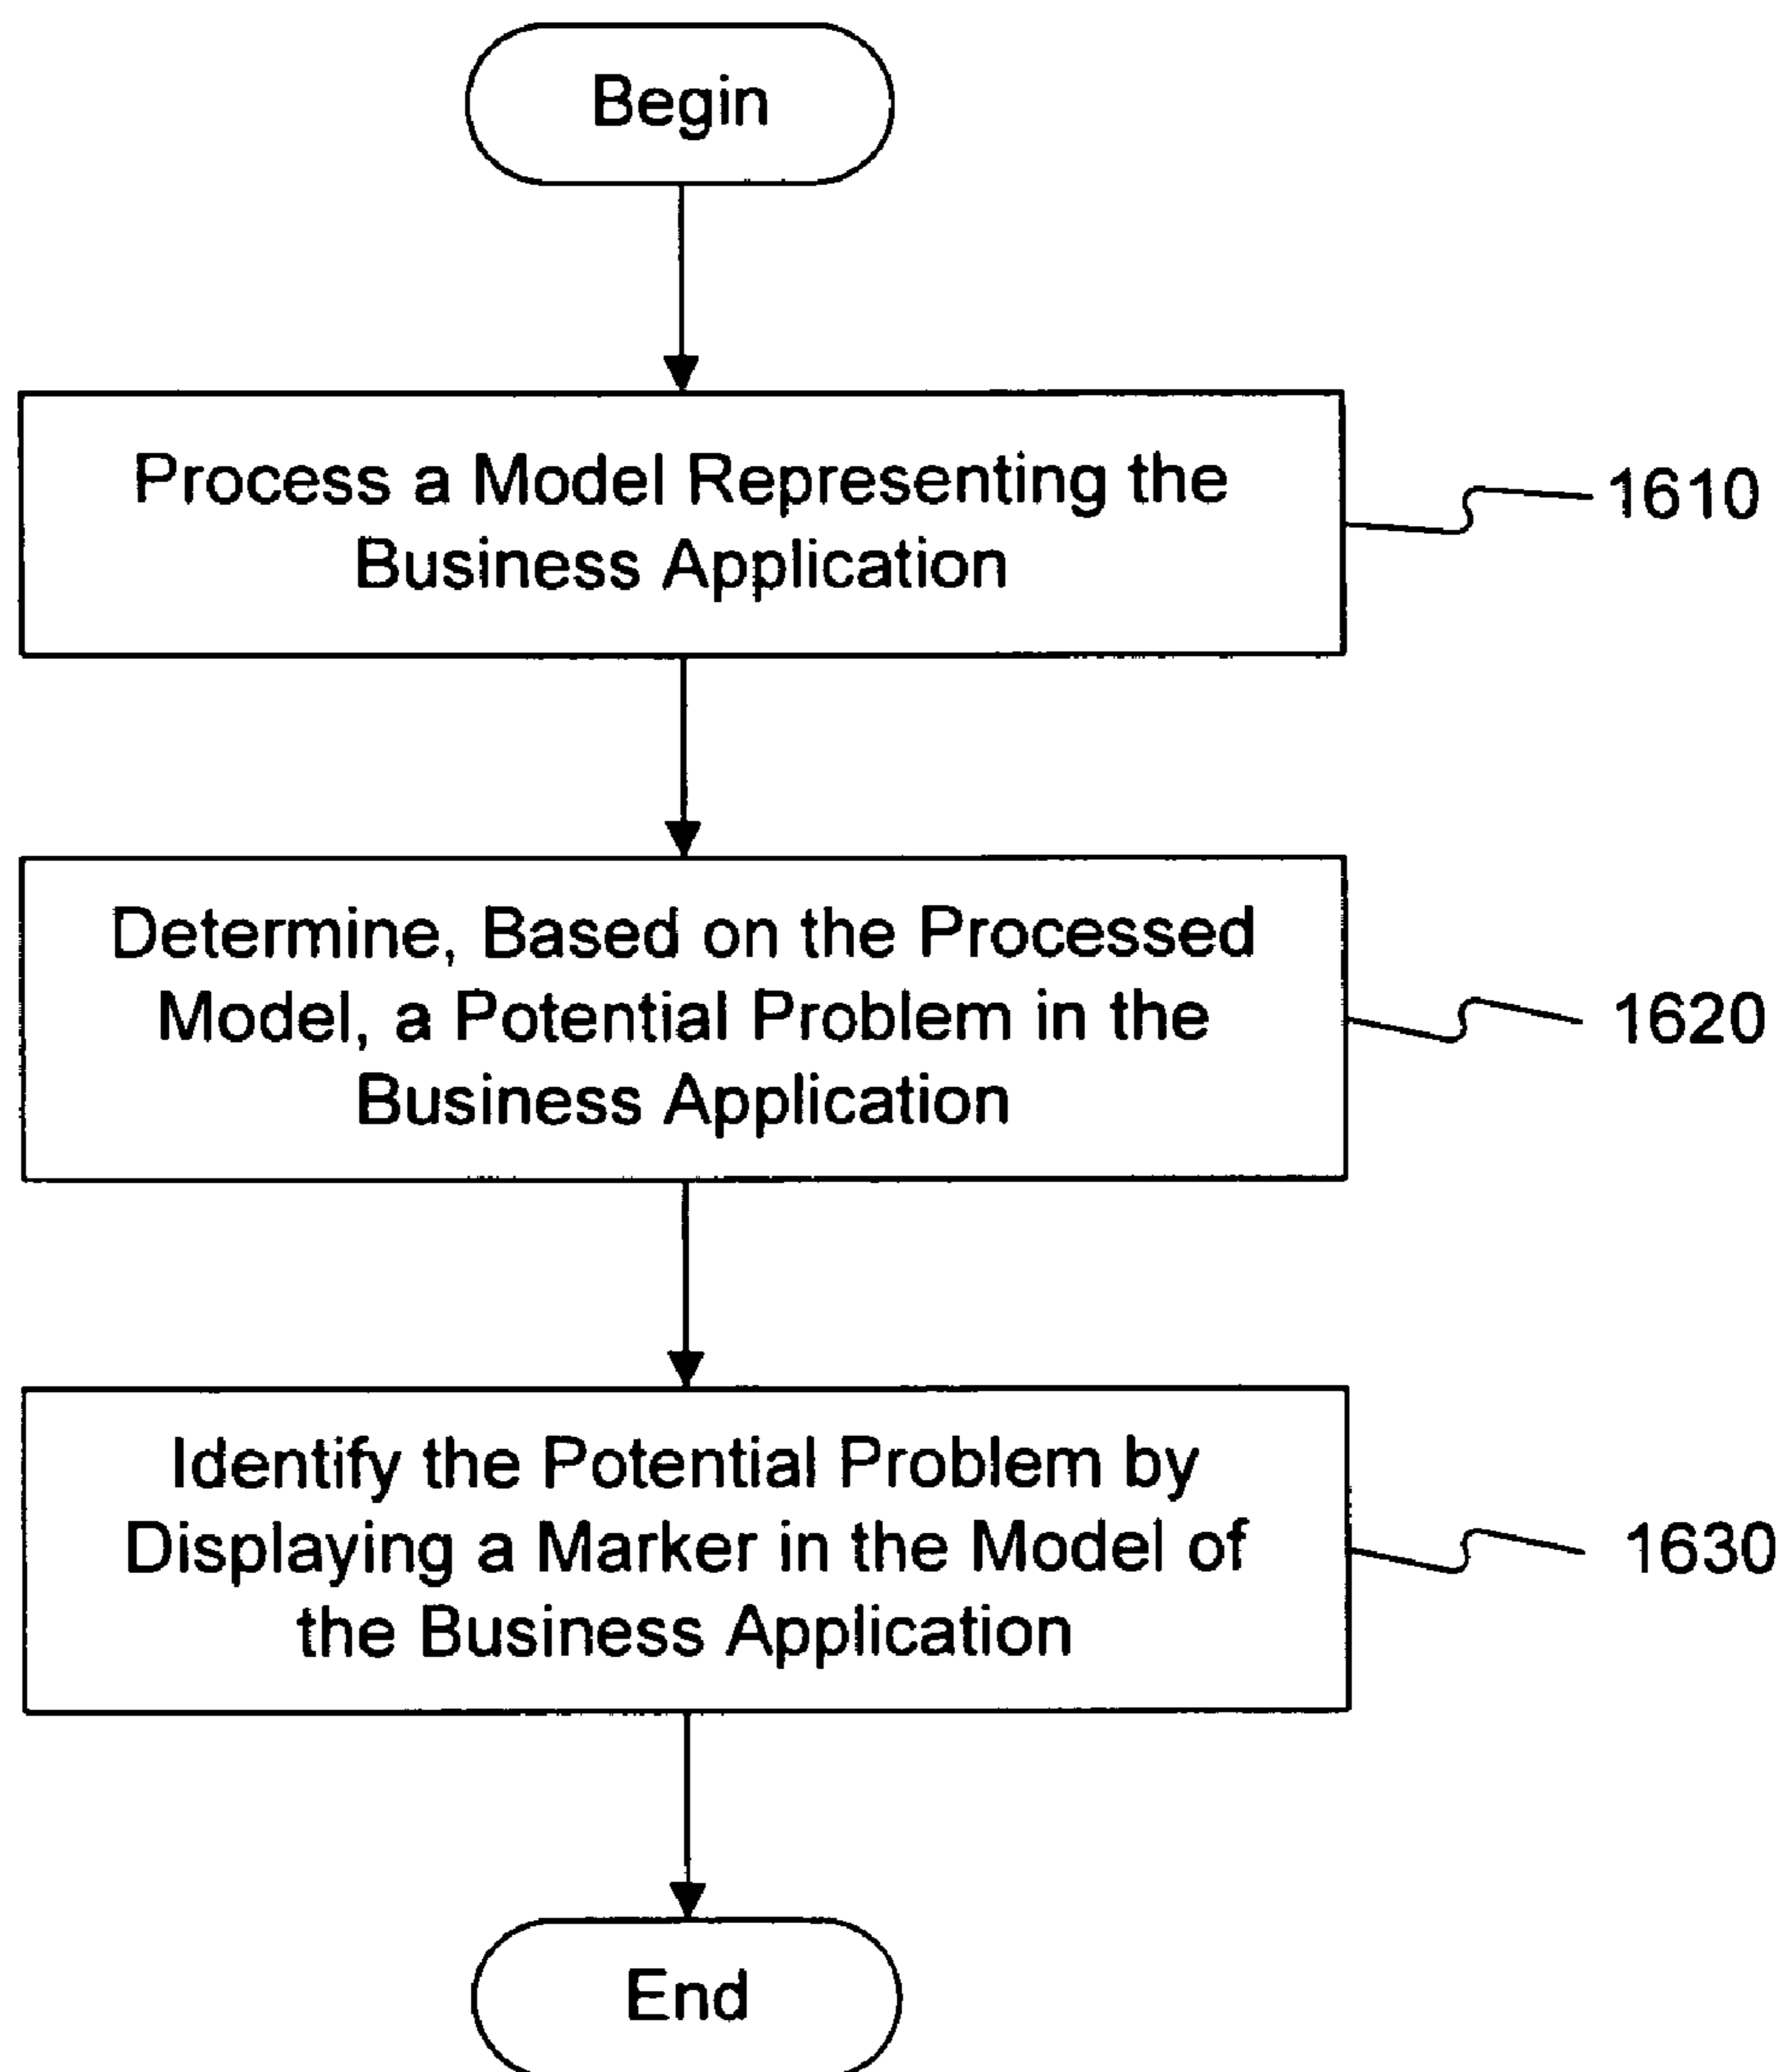 Begin
Process a Model Representing the
Business Application
1610
Determine, Based on the Processed
Model, a Potential Problem in the
Business Application
1620
Identify the Potential Problem by
Displaying a Marker in the Model of
the Business Application
1630
End